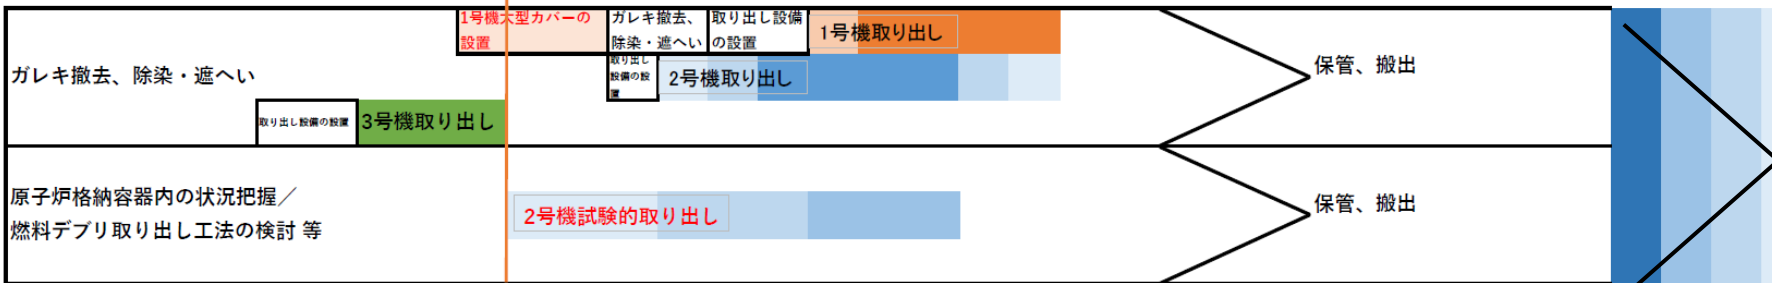 1号機大型カバーの
設置
ガレキ撤去、
除染・遮へい
取り出し設備
の設置
1号機取り出し
ガレキ撤去、除染・遮へい
取り出し
設備の設
置
2号機取り出し
保管、搬出
取り出し設備の設置
3号機取り出し
原子炉格納容器内の状況把握／
燃料デブリ取り出し工法の検討 等
2号機試験的取り出し
保管、搬出